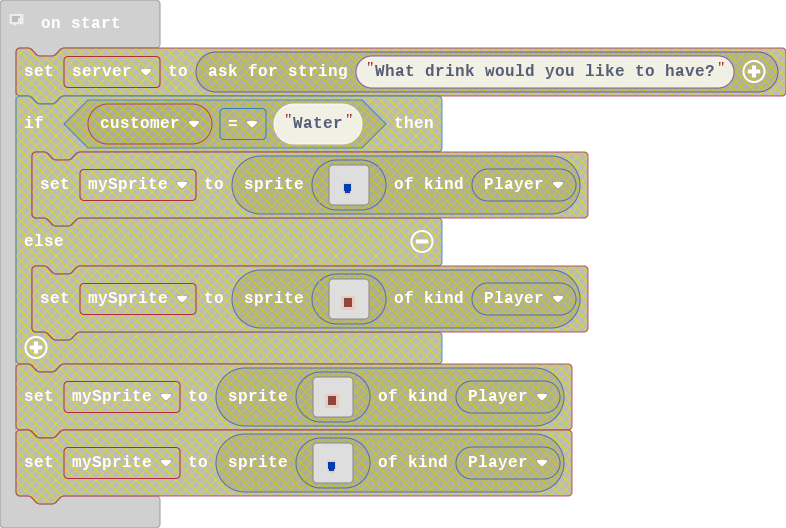 on start
set server to ask for string "What drink would you like to have?"
if customer = "Water" then
set mySprite to sprite of kind Player
else
set mySprite to sprite of kind Player
set mySprite to sprite of kind Player
set mySprite to sprite of kind Player